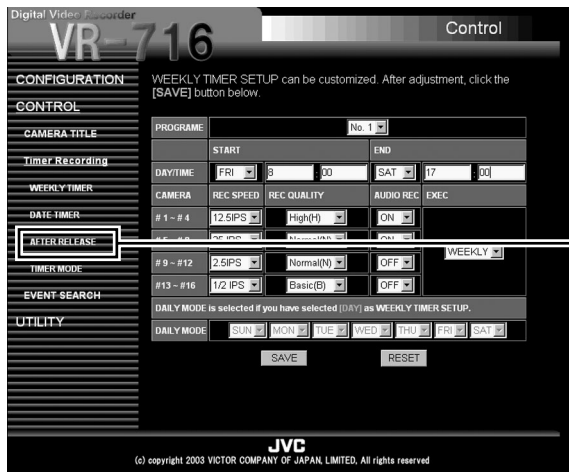 Digital Video Recorder
VR-716
Control
CONFIGURATION
CONTROL
CAMERA TITLE
Timer Recording
WEEKLY TIMER
DATE TIMER
AFTER RELEASE
TIMER MODE
EVENT SEARCH
UTILITY
WEEKLY TIMER SETUP can be customized. After adjustment, click the
[SAVE] button below.
PROGRAME No. 1
START END
DAY/TIME FRI 8 : 00 SAT 17 : 00
CAMERA REC SPEED REC QUALITY AUDIO REC EXEC
# 1 ~ # 4 12.5IPS High(H) ON
WEEKLY
# 9 ~ #12 2.5IPS Normal(N) OFF
#13 ~ #16 1/2 IPS Basic(B) OFF
DAILY MODE is selected if you have selected [DAY] as WEEKLY TIMER SETUP.
DAILY MODE SUN MON TUE WED THU FRI SAT
SAVE RESET
JVC
(c) copyright 2003 VICTOR COMPANY OF JAPAN, LIMITED, All rights reserved